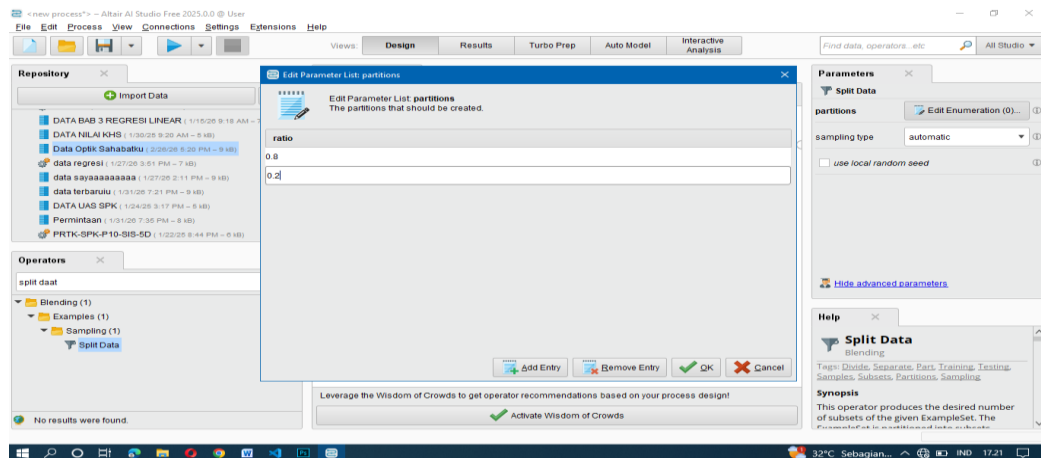 <new process*> – Altair AI Studio Free 2025.0.0 @ User
File Edit Process View Connections Settings Extensions Help
Views: Design Results Turbo Prep Auto Model Interactive Analysis
Find data, operators...etc All Studio
Repository
Import Data
DATA BAB 3 REGRESI LINEAR
DATA NILAI KHS
Data Optik Sahabatku
data regresi
data sayaaaaaaaaa
data terbaruiu
DATA UAS SPK
Permintaan
PRTK-SPK-P10-SIS-5D
Operators
split daat
Blending (1)
Examples (1)
Sampling (1)
Split Data
No results were found.
Edit Parameter List: partitions
Edit Parameter List: partitions
The partitions that should be created.
ratio
0.8
0.2
Add Entry Remove Entry OK Cancel
Leverage the Wisdom of Crowds to get operator recommendations based on your process design!
Activate Wisdom of Crowds
Parameters
Split Data
partitions Edit Enumeration (0)...
sampling type automatic
use local random seed
Hide advanced parameters
Help
Split Data
Blending
Tags: Divide, Separate, Part, Training, Testing,
Samples, Subsets, Partitions, Sampling
Synopsis
This operator produces the desired number
of subsets of the given ExampleSet. The
32°C Sebagian... IND 17.21